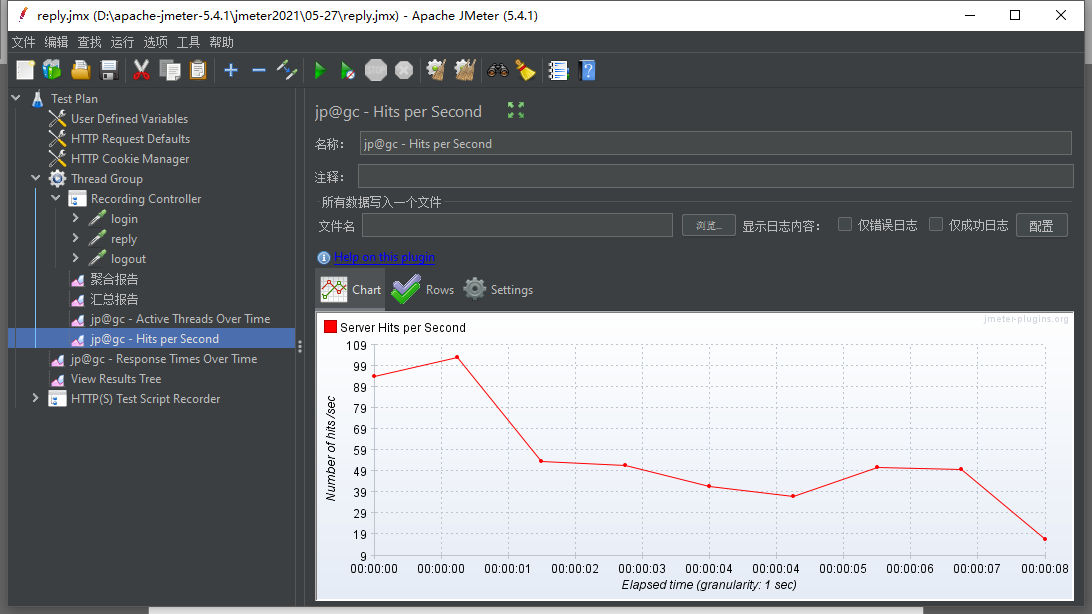 reply.jmx (D:\apache-jmeter-5.4.1\jmeter2021\05-27\reply.jmx) - Apache JMeter (5.4.1)
文件 编辑 查找 运行 选项 工具 帮助
STOP
Test Plan
User Defined Variables
HTTP Request Defaults
HTTP Cookie Manager
Thread Group
Recording Controller
login
reply
logout
聚合报告
汇总报告
jp@gc - Active Threads Over Time
jp@gc - Hits per Second
jp@gc - Response Times Over Time
View Results Tree
HTTP(S) Test Script Recorder
jp@gc - Hits per Second
名称: jp@gc - Hits per Second
注释:
所有数据写入一个文件
文件名 浏览... 显示日志内容: 仅错误日志 仅成功日志 配置
Help on this plugin
Chart Rows Settings
Server Hits per Second
jmeter-plugins.org
Number of hits /sec
109
99
89
79
69
59
49
39
29
19
9
00:00:00 00:00:00 00:00:01 00:00:02 00:00:03 00:00:04 00:00:04 00:00:05 00:00:06 00:00:07 00:00:08
Elapsed time (granularity: 1 sec)